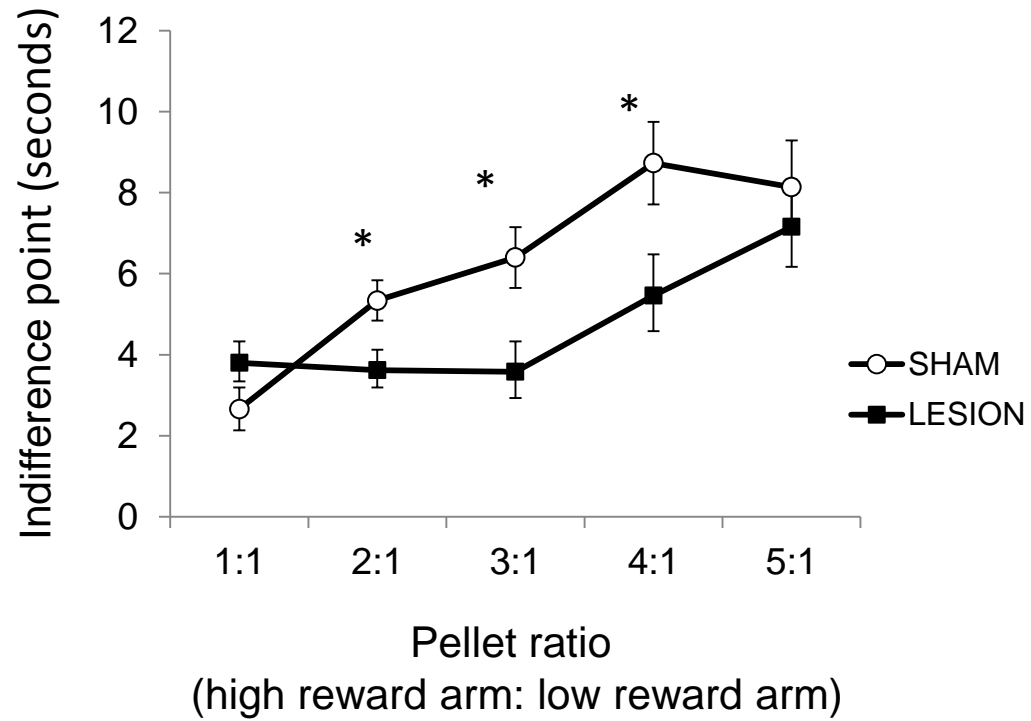 Indifference point (seconds)
12
10
8
6
4
2
0
*
*
*
1:1 2:1 3:1 4:1 5:1
Pellet ratio
(high reward arm: low reward arm)
SHAM
LESION